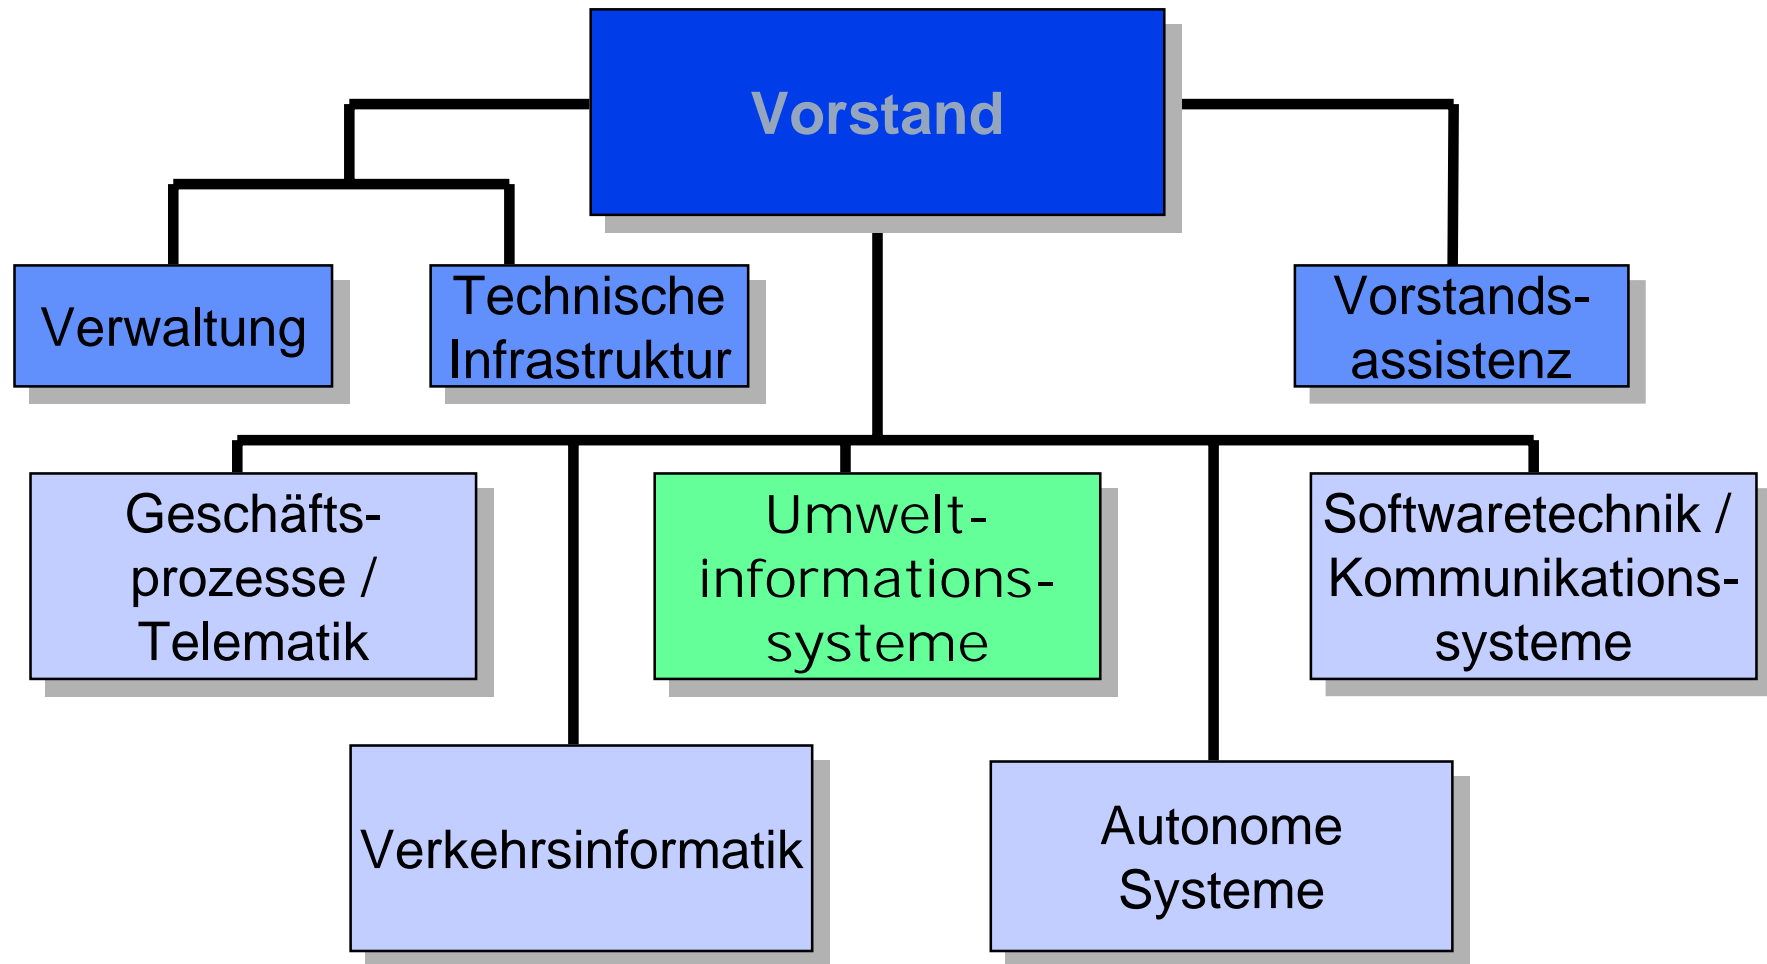 Vorstand
Verwaltung
Technische
Infrastruktur
Vorstands-
assistenz
Geschäfts-
prozesse /
Telematik
Umwelt-
informations-
systeme
Softwaretechnik /
Kommunikations-
systeme
Verkehrsinformatik
Autonome
Systeme